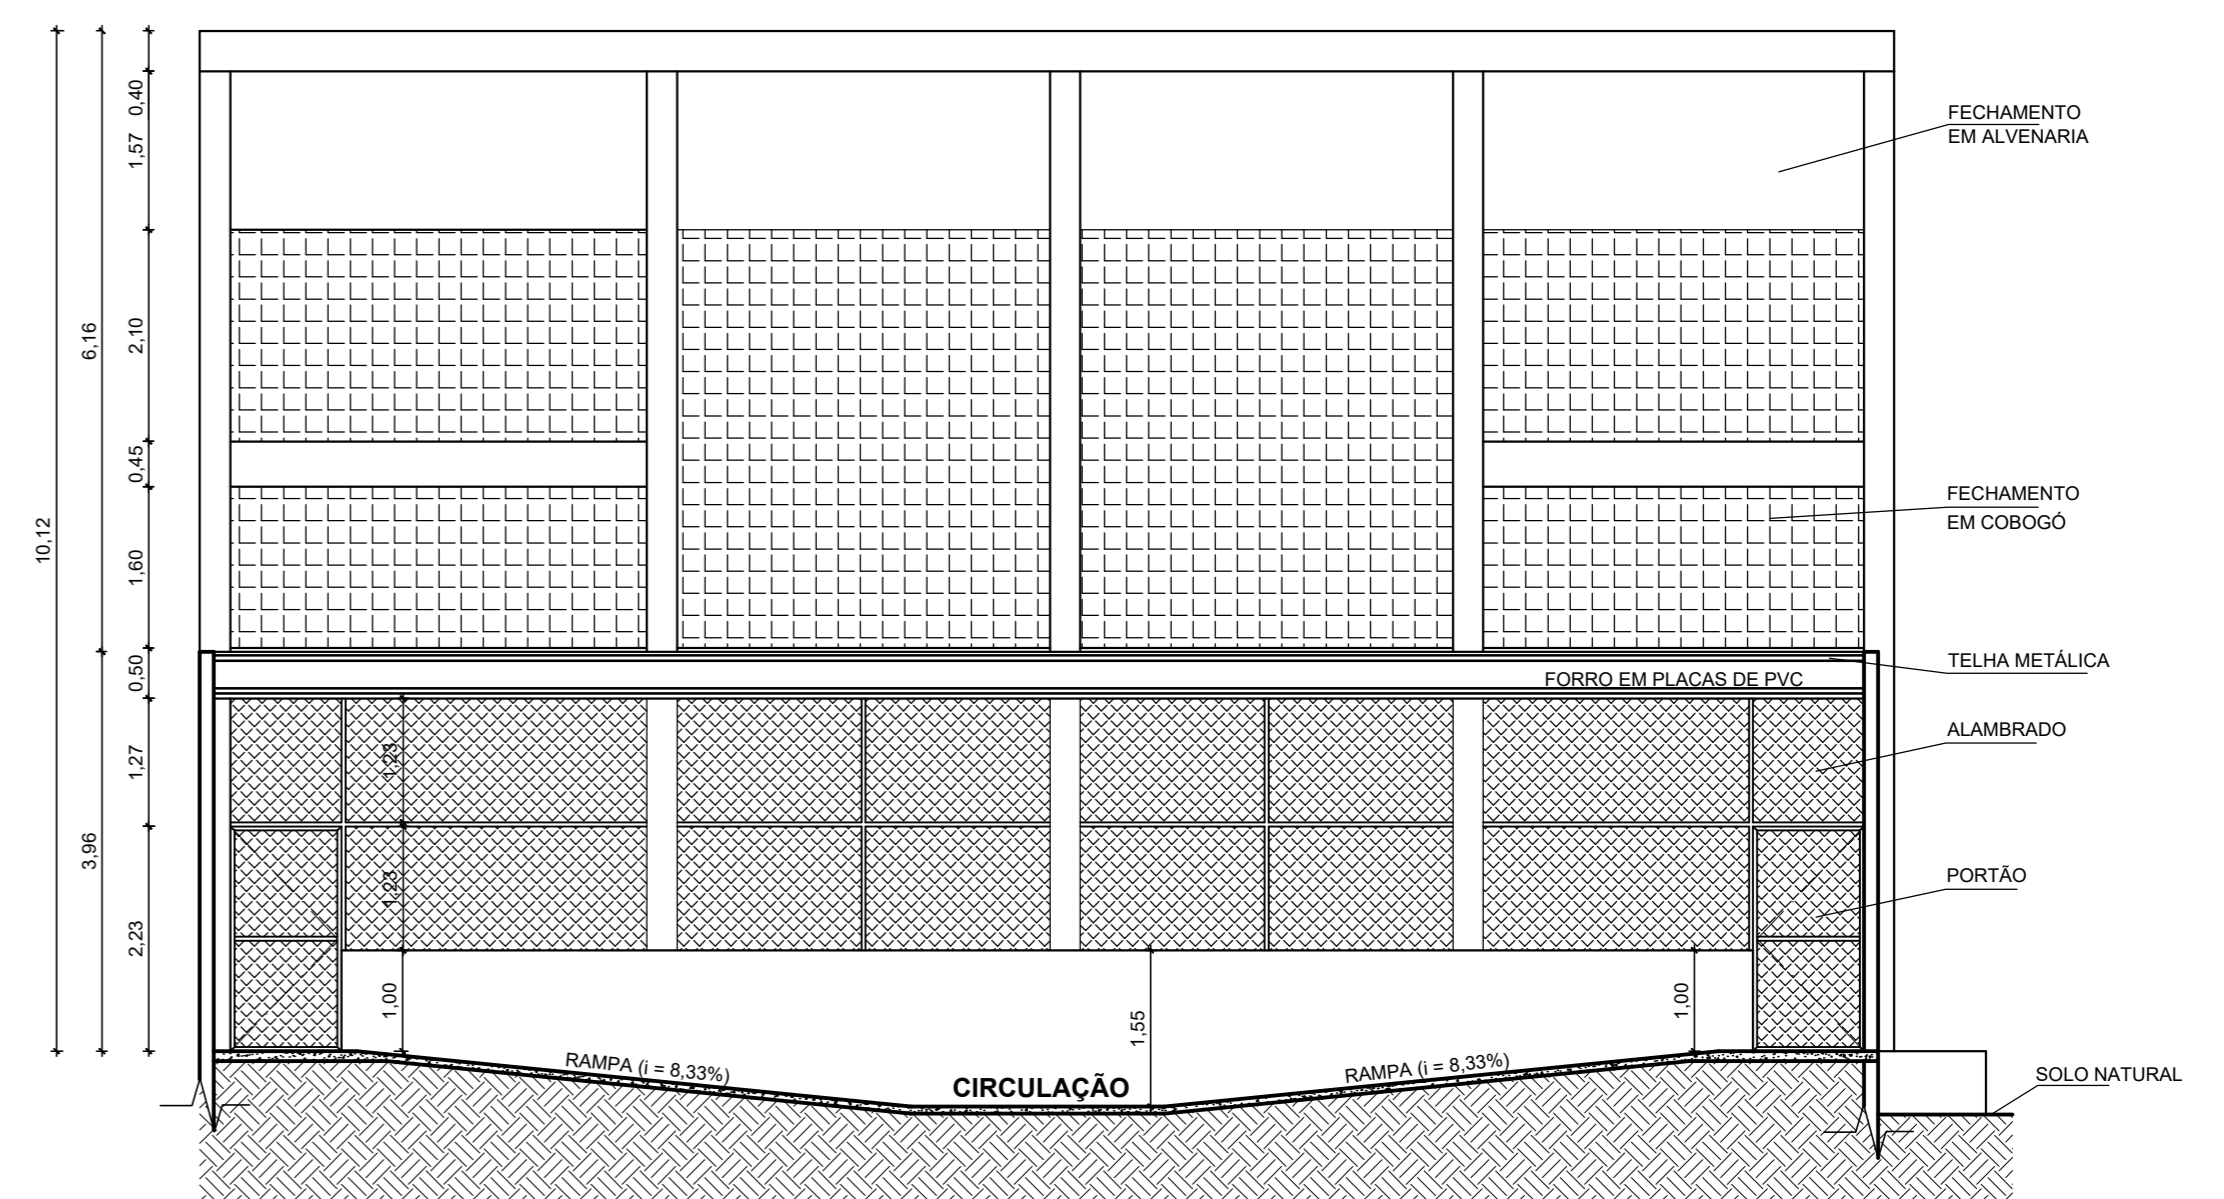 0,40
FECHAMENTO
EM ALVENARIA
1,57
6,16
2,10
0,45
FECHAMENTO
EM COBOGÓ
10,12
1,60
0,50
TELHA METÁLICA
FORRO EM PLACAS DE PVC
ALAMBRADO
1,27
1,23
3,96
PORTÃO
1,23
2,23
1,00
1,55
1,00
RAMPA (i = 8,33%)
CIRCULAÇÃO
RAMPA (i = 8,33%)
SOLO NATURAL